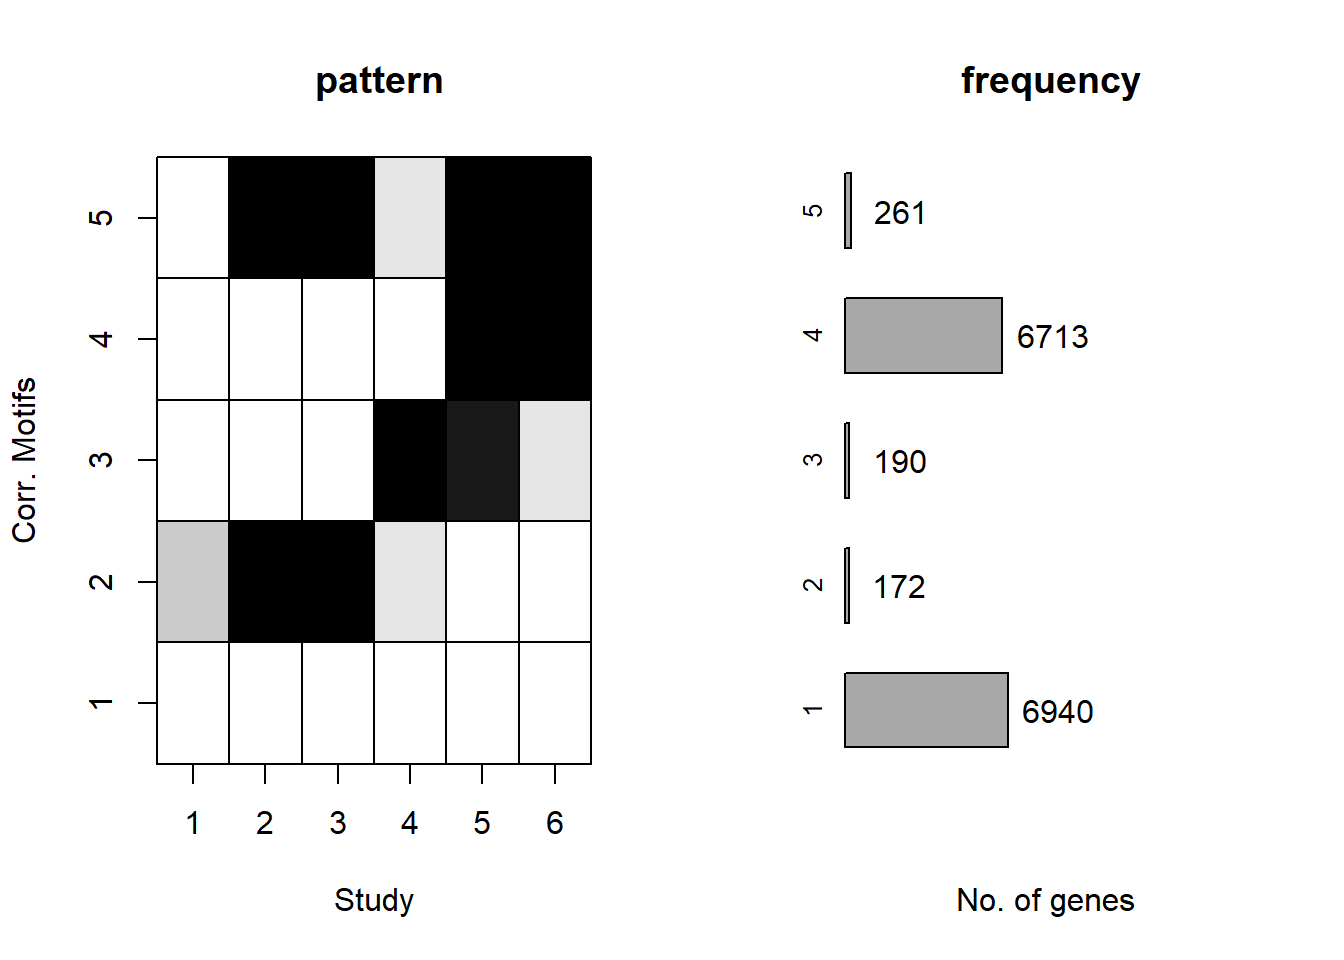 pattern
frequency
Corr. Motifs
5
4
3
2
1
1 2 3 4 5 6
Study
5 261
4 6713
3 190
2 172
1 6940
No. of genes